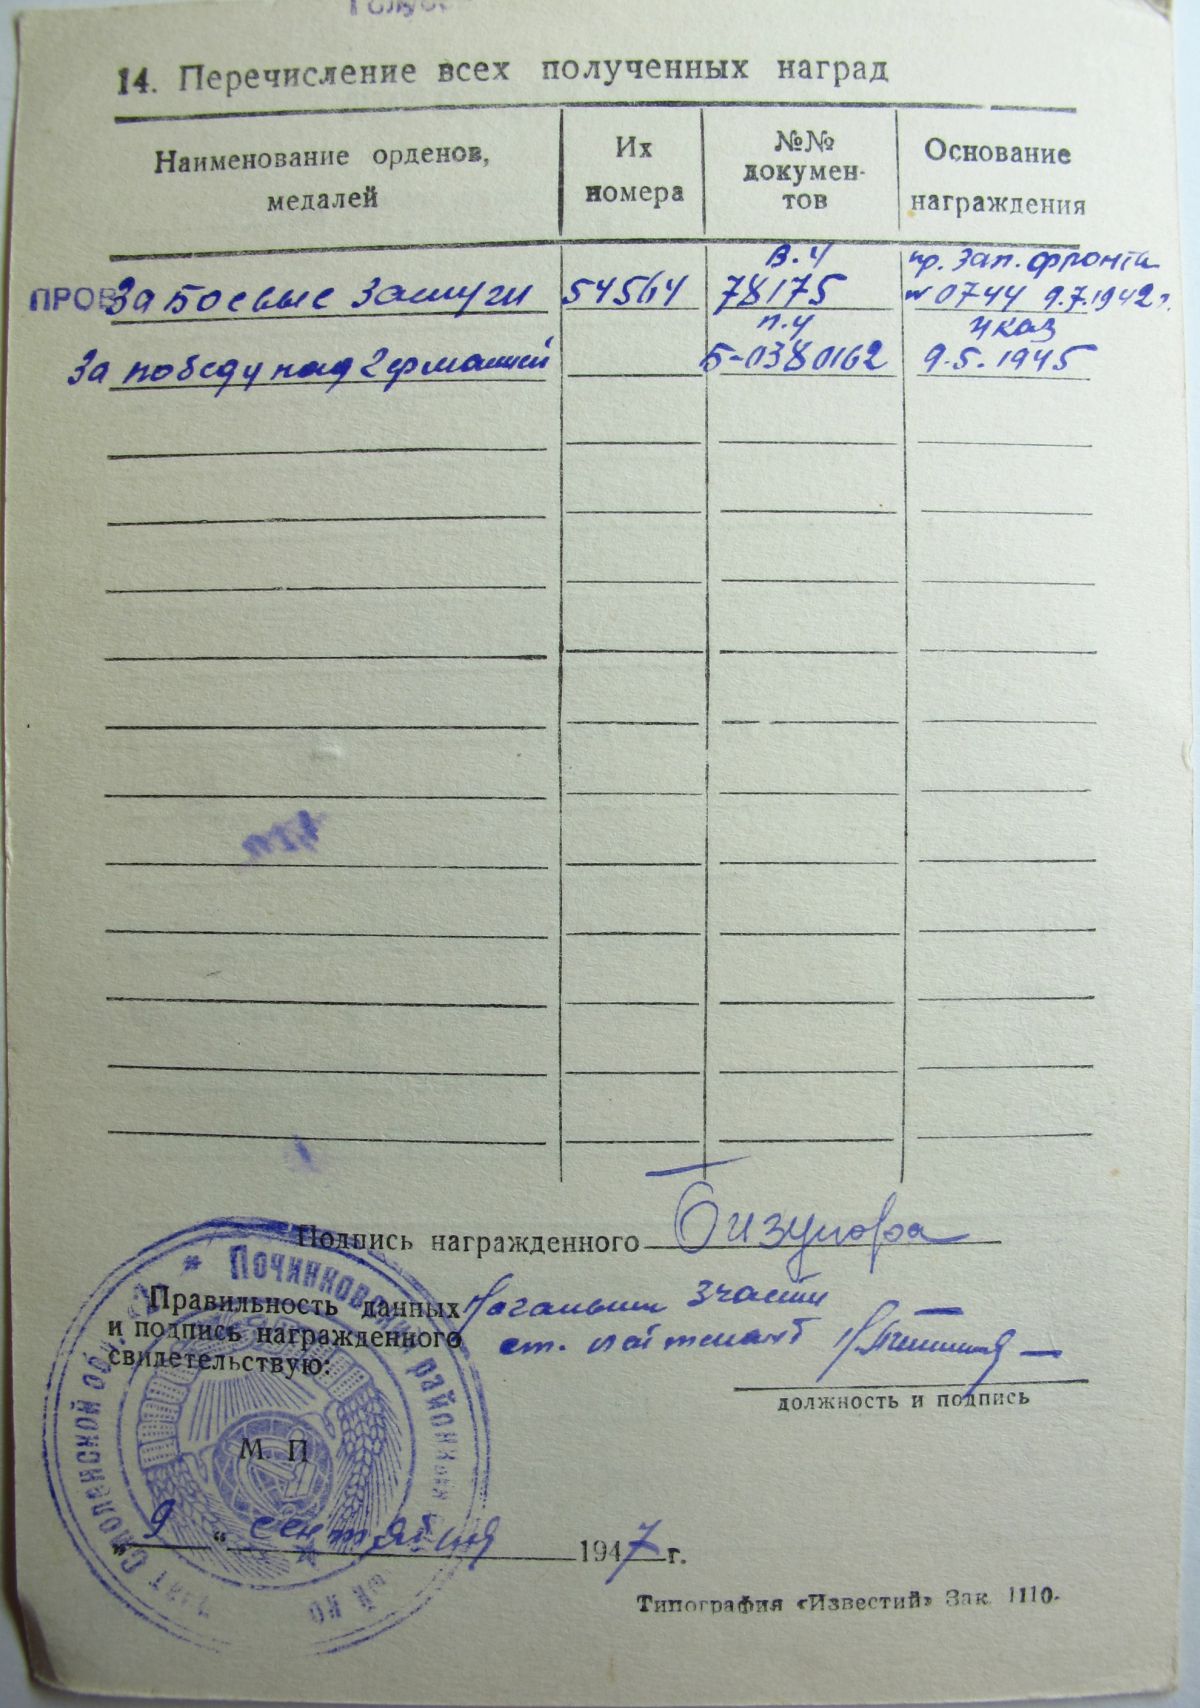 14. Перечисление всех полученных наград
Наименование орденов,
медалей
Их
номера
№№
докумен-
тов
Основание
награждения
ПРОВ
За Боевые Заслуги
54564
В.Ч
78175
пр. Зап. фронта
№ 0744 9.7.1942 г.
За победу над Германией
П.Ч
Б-0380162
Указ
9.5.1945
Подпись награжденного
Правильность данных
и подпись награжденного
свидетельствую:
3 части
ст. лейтенант
должность и подпись
М П
„9“ сентября 1947 г.
Типография «Известий» Зак. 1110.
Починковский район
Смоленской обл.